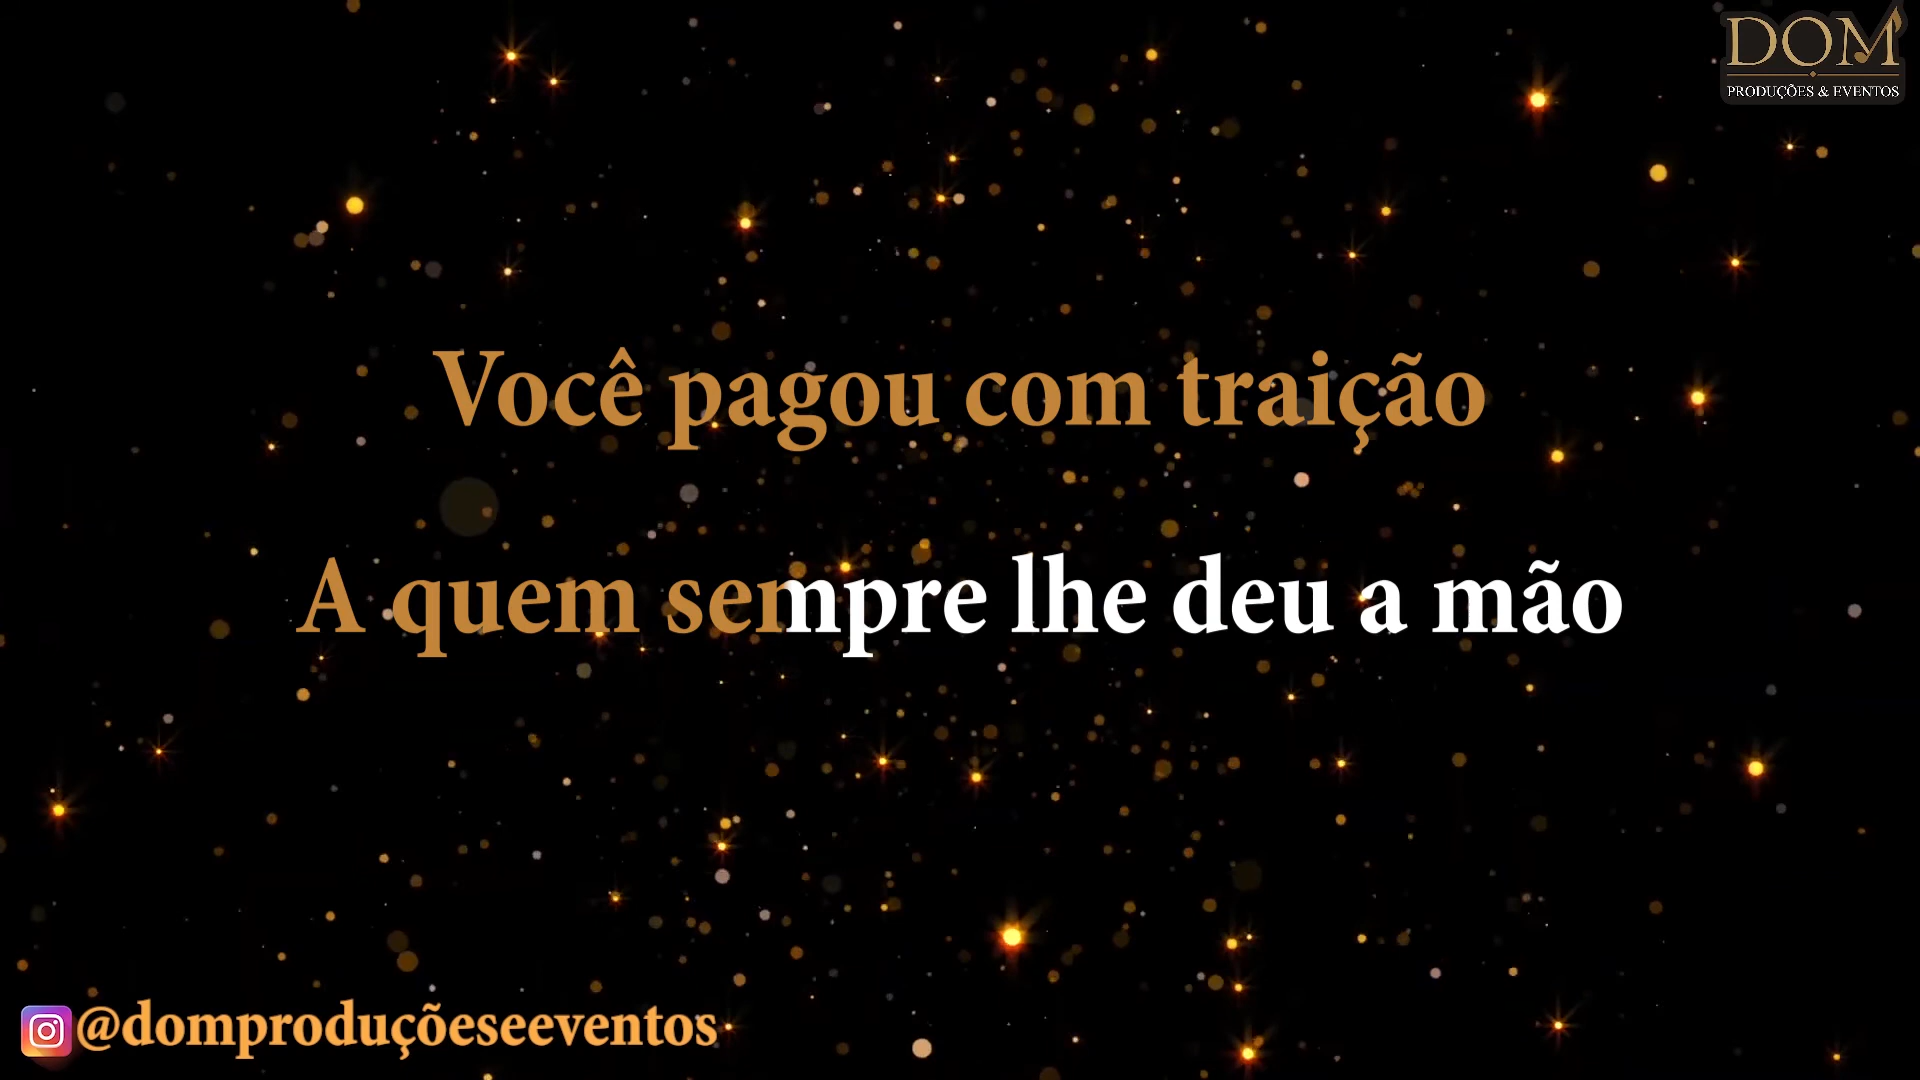 DOM
PRODUÇÕES & EVENTOS
Você pagou com traição
A quem sempre lhe deu a mão
@domproduçõeseeventos